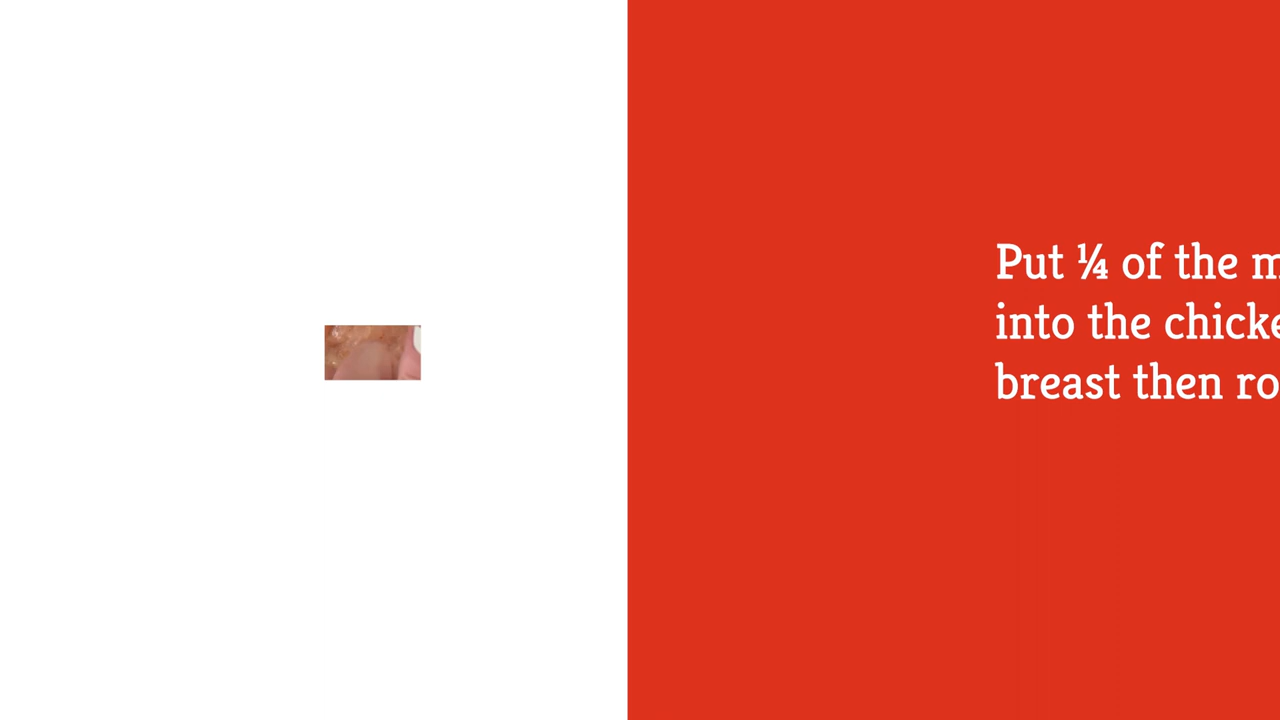 Put ¼ of the
into the
breast then